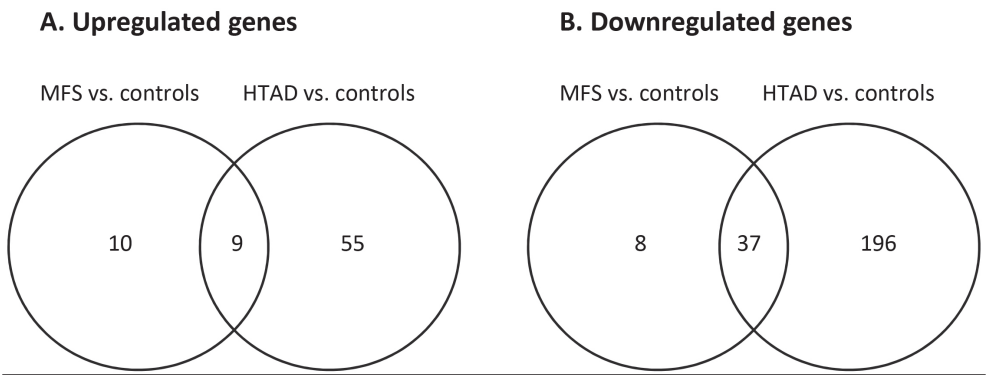 A. Upregulated genes
MFS vs. controls
HTAD vs. controls
10
9
55
B. Downregulated genes
MFS vs. controls
HTAD vs. controls
8
37
196